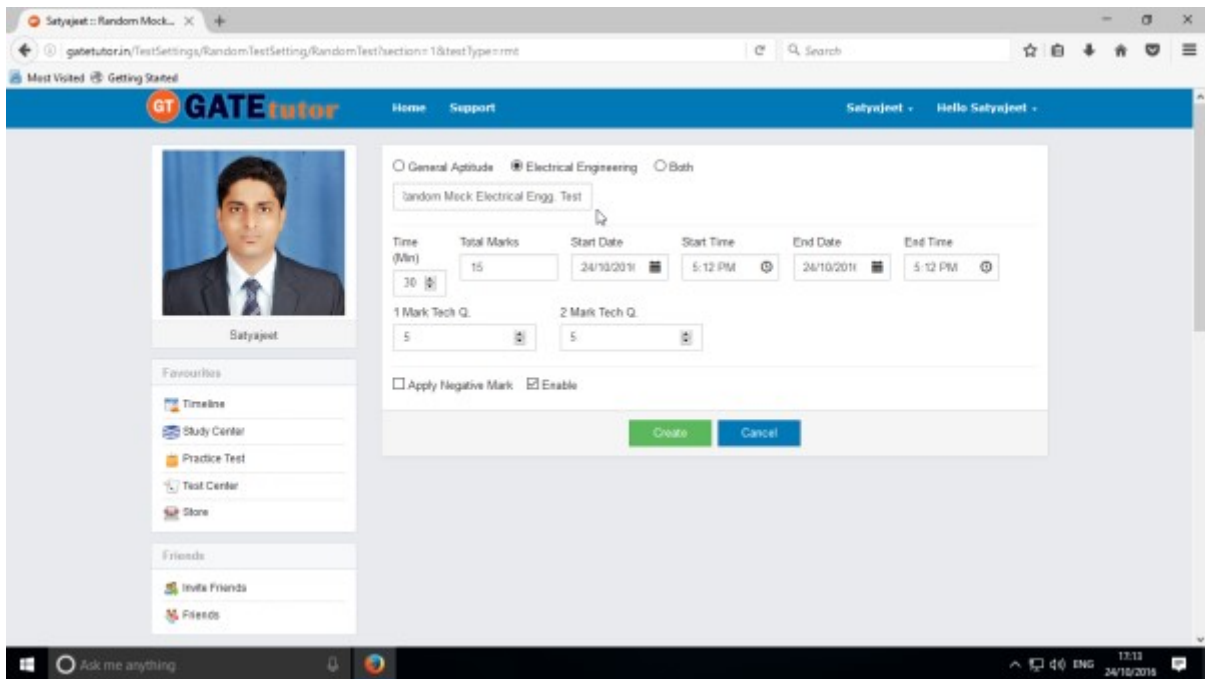 Satyajeet :: Random Mock...
gatetutor.in/TestSettings/RandomTestSetting/RandomTest?section=1&testType=rmt
Search
Most Visited Getting Started
GT GATEtutor Home Support Satyajeet Hello Satyajeet
General Aptitude Electrical Engineering Both
andom Mock Electrical Engg. Test
Time (Min) Total Marks Start Date Start Time End Date End Time
30 15 24/10/201 5:12 PM 24/10/201 5:12 PM
1 Mark Tech Q. 2 Mark Tech Q.
5 5
Apply Negative Mark Enable
Create Cancel
Satyajeet
Favourites
Timeline
Study Center
Practice Test
Test Center
Store
Friends
Invite Friends
Friends
Ask me anything
ENG
17:13
24/10/2016